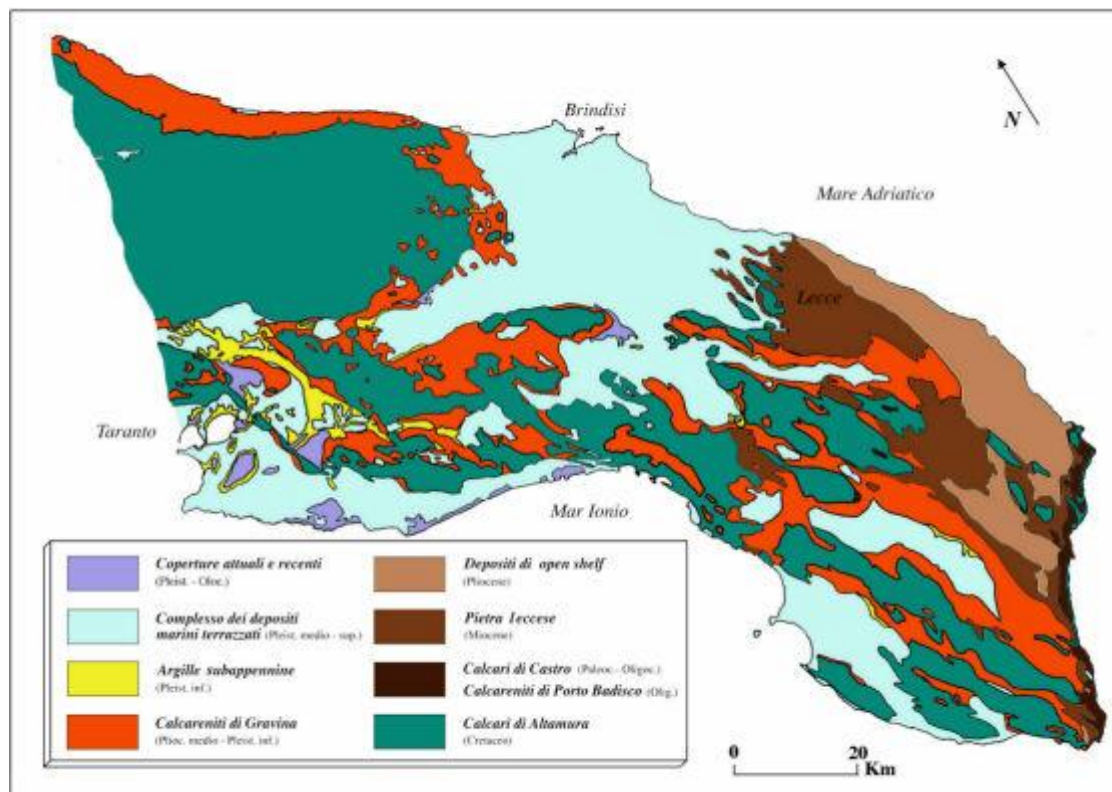 Brindisi
N
Mare Adriatico
Lecce
Taranto
Mar Ionio
Coperture attuali e recenti
(Pleist. - Oloc.)
Complesso dei depositi
marini terrazzati (Pleist. medio - sup.)
Argille subappennine
(Pleist. inf.)
Calcareniti di Gravina
(Plioc. medio - Pleist. inf.)
Depositi di open shelf
(Pliocese)
Pietra leccese
(Miocene)
Calcari di Castro (Paleoc. - Oligoc.)
Calcareniti di Porto Badisco (Olig.)
Calcari di Altamura
(Cretaceo)
0 20
Km